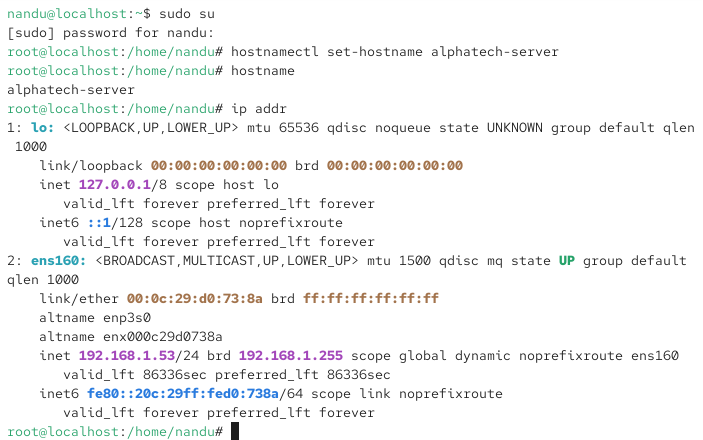 nandu@localhost:~$ sudo su
[sudo] password for nandu:
root@localhost:/home/nandu# hostnamectl set-hostname alphatech-server
root@localhost:/home/nandu# hostname
alphatech-server
root@localhost:/home/nandu# ip addr
1: lo: <LOOPBACK,UP,LOWER_UP> mtu 65536 qdisc noqueue state UNKNOWN group default qlen
 1000
    link/loopback 00:00:00:00:00:00 brd 00:00:00:00:00:00
    inet 127.0.0.1/8 scope host lo
       valid_lft forever preferred_lft forever
    inet6 ::1/128 scope host noprefixroute
       valid_lft forever preferred_lft forever
2: ens160: <BROADCAST,MULTICAST,UP,LOWER_UP> mtu 1500 qdisc mq state UP group default
qlen 1000
    link/ether 00:0c:29:d0:73:8a brd ff:ff:ff:ff:ff:ff
    altname enp3s0
    altname enx000c29d0738a
    inet 192.168.1.53/24 brd 192.168.1.255 scope global dynamic noprefixroute ens160
       valid_lft 86336sec preferred_lft 86336sec
    inet6 fe80::20c:29ff:fed0:738a/64 scope link noprefixroute
       valid_lft forever preferred_lft forever
root@localhost:/home/nandu#